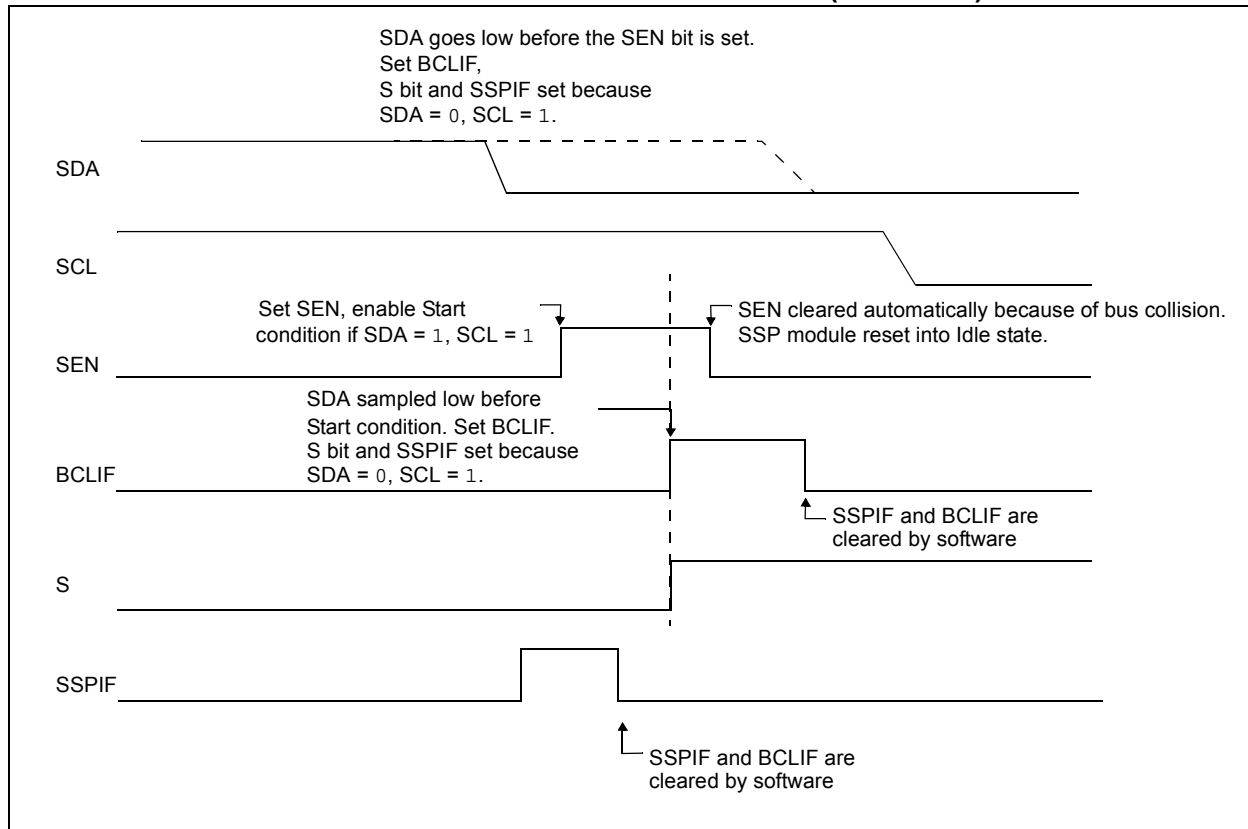 SDA goes low before the SEN bit is set.
Set BCLIF,
S bit and SSPIF set because
SDA = 0, SCL = 1.
SDA
SCL
Set SEN, enable Start
condition if SDA = 1, SCL = 1
SEN cleared automatically because of bus collision.
SSP module reset into Idle state.
SEN
SDA sampled low before
Start condition. Set BCLIF.
S bit and SSPIF set because
SDA = 0, SCL = 1.
BCLIF
SSPIF and BCLIF are
cleared by software
S
SSPIF
SSPIF and BCLIF are
cleared by software